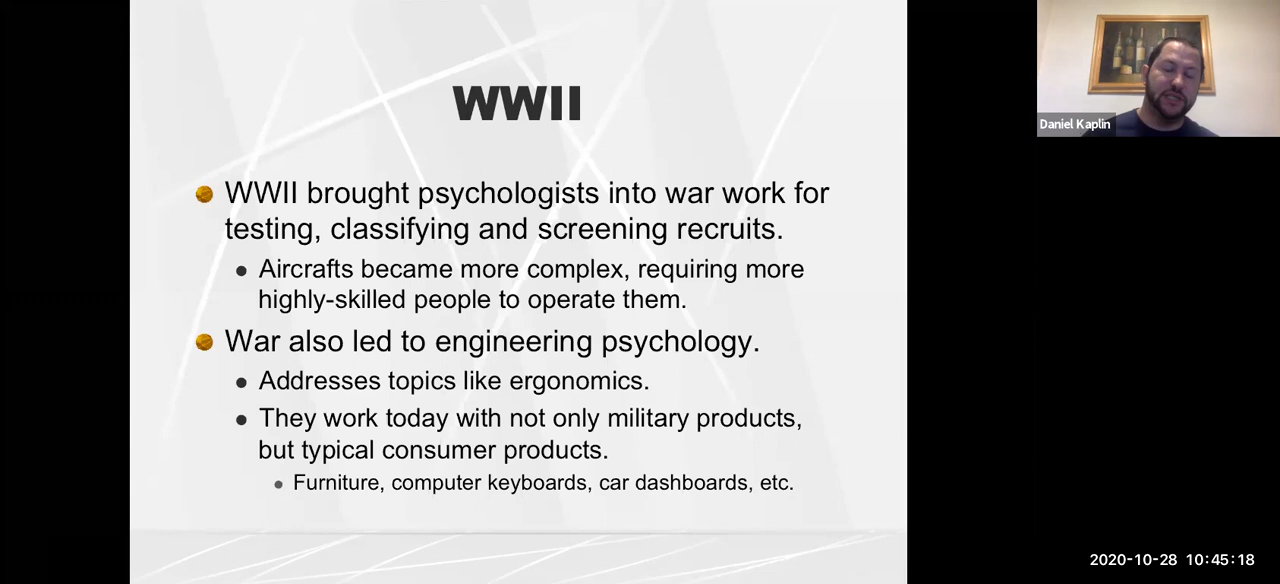 WWII
WWII brought psychologists into war work for
testing, classifying and screening recruits.
Aircrafts became more complex, requiring more
highly-skilled people to operate them.
War also led to engineering psychology.
Addresses topics like ergonomics.
They work today with not only military products,
but typical consumer products.
Furniture, computer keyboards, car dashboards, etc.
Daniel Kaplin
2020-10-28 10:45:18